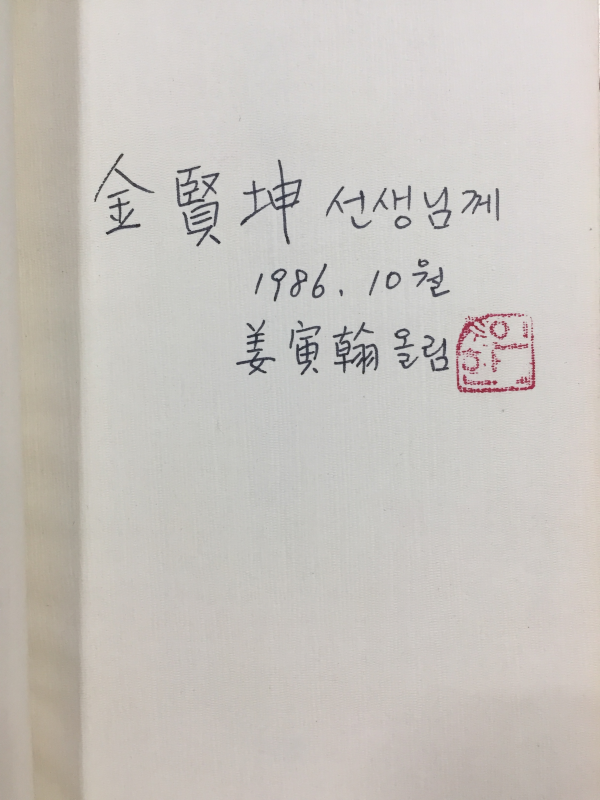 金賢坤 선생님께
1986. 10월
姜寅翰 올림